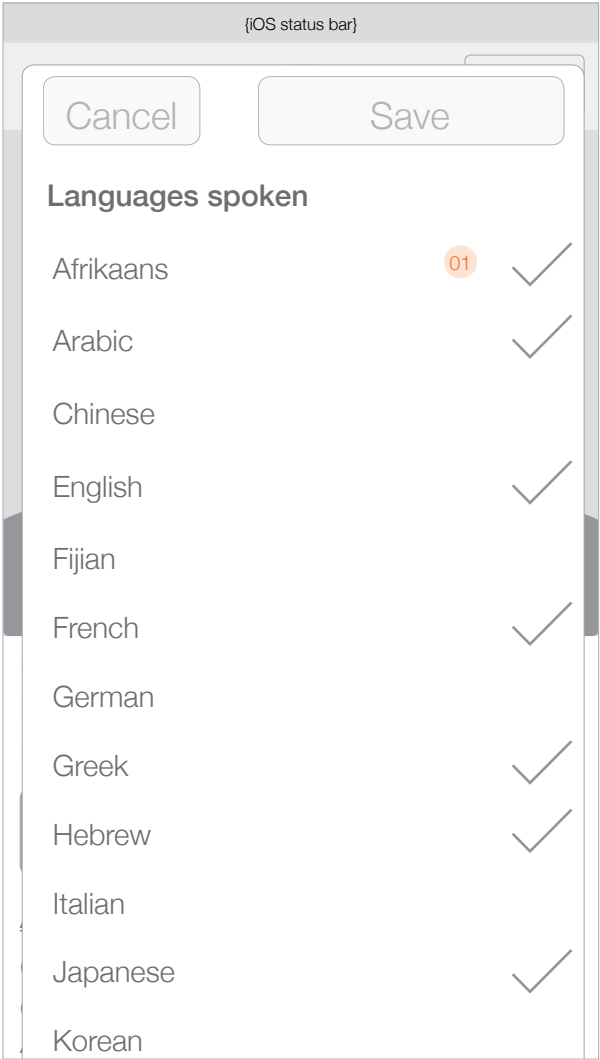 {iOS status bar}
Cancel Save
Languages spoken
Afrikaans 01
Arabic
Chinese
English
Fijian
French
German
Greek
Hebrew
Italian
Japanese
Korean